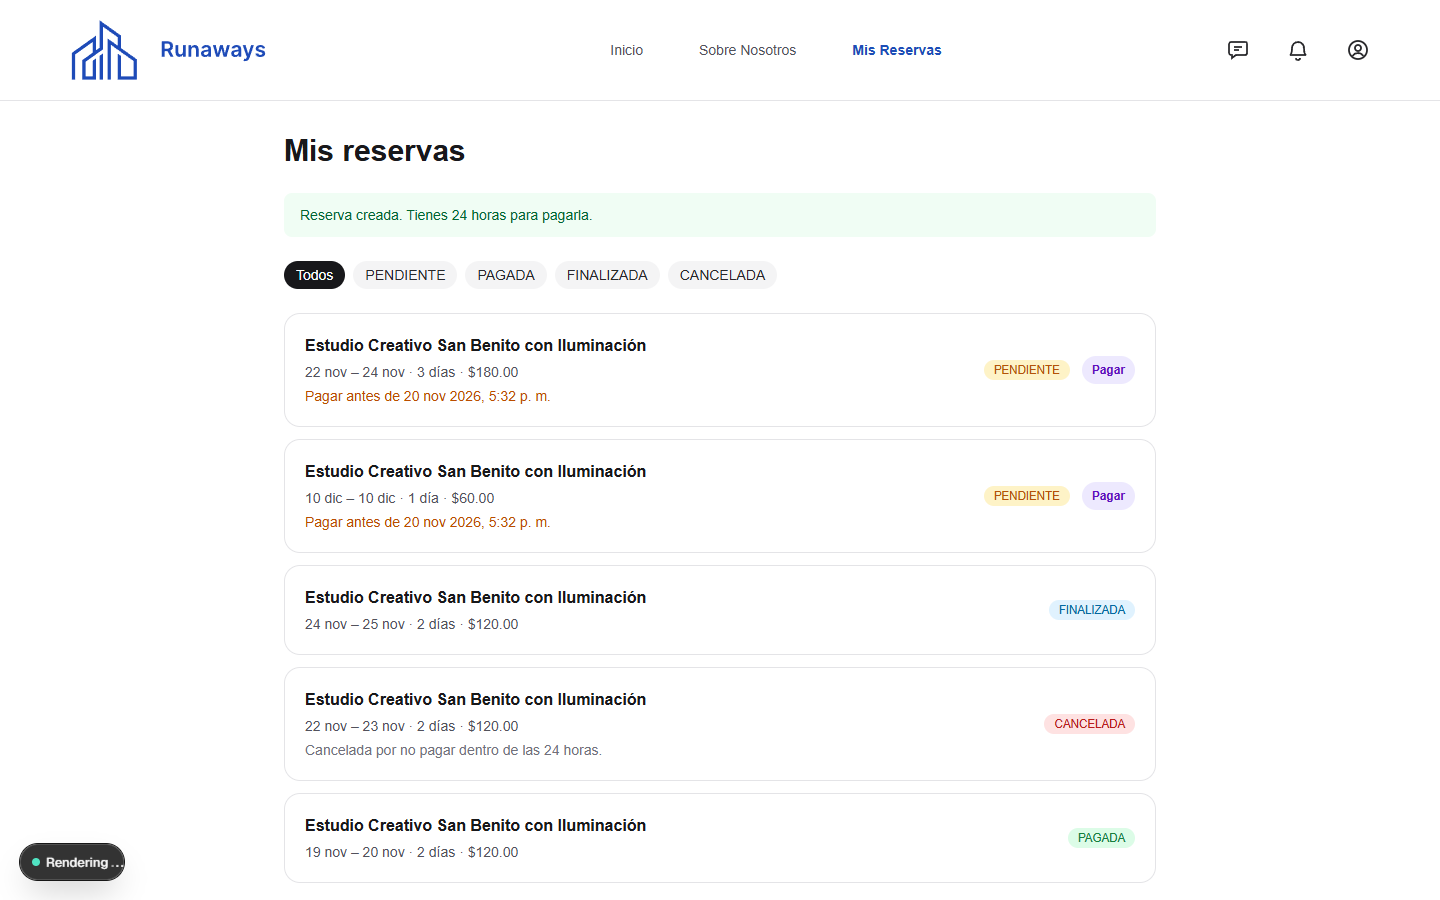 Runaways
Inicio
Sobre Nosotros
Mis Reservas
Mis reservas
Reserva creada. Tienes 24 horas para pagarla.
Todos
PENDIENTE
PAGADA
FINALIZADA
CANCELADA
Estudio Creativo San Benito con Iluminación
22 nov – 24 nov · 3 días · $180.00
Pagar antes de 20 nov 2026, 5:32 p. m.
PENDIENTE
Pagar
Estudio Creativo San Benito con Iluminación
10 dic – 10 dic · 1 día · $60.00
Pagar antes de 20 nov 2026, 5:32 p. m.
PENDIENTE
Pagar
Estudio Creativo San Benito con Iluminación
24 nov – 25 nov · 2 días · $120.00
FINALIZADA
Estudio Creativo San Benito con Iluminación
22 nov – 23 nov · 2 días · $120.00
Cancelada por no pagar dentro de las 24 horas.
CANCELADA
Estudio Creativo San Benito con Iluminación
19 nov – 20 nov · 2 días · $120.00
PAGADA
Rendering ...